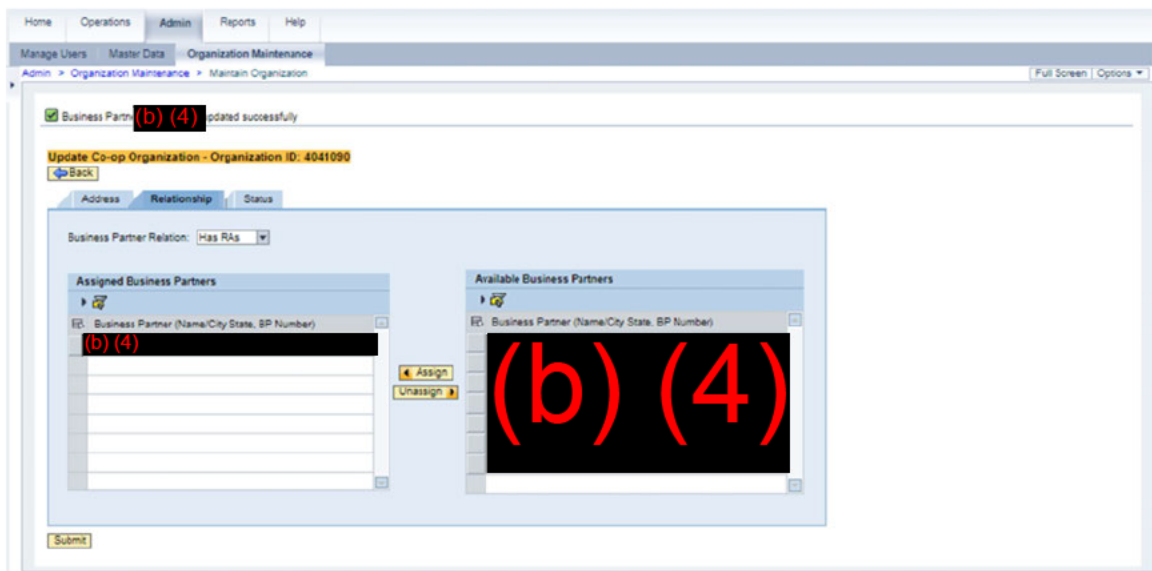 Home Operations Admin Reports Help
Manage Users Master Data Organization Maintenance
Admin > Organization Maintenance > Maintain Organization Full Screen Options
Business Partn (b) (4) updated successfully
Update Co-op Organization - Organization ID: 4041090
Back
Address Relationship Status
Business Partner Relation: Has RAs
Assigned Business Partners Available Business Partners
Business Partner (Name/City State, BP Number) Business Partner (Name/City State, BP Number)
(b) (4) (b) (4)
Assign
Unassign
Submit